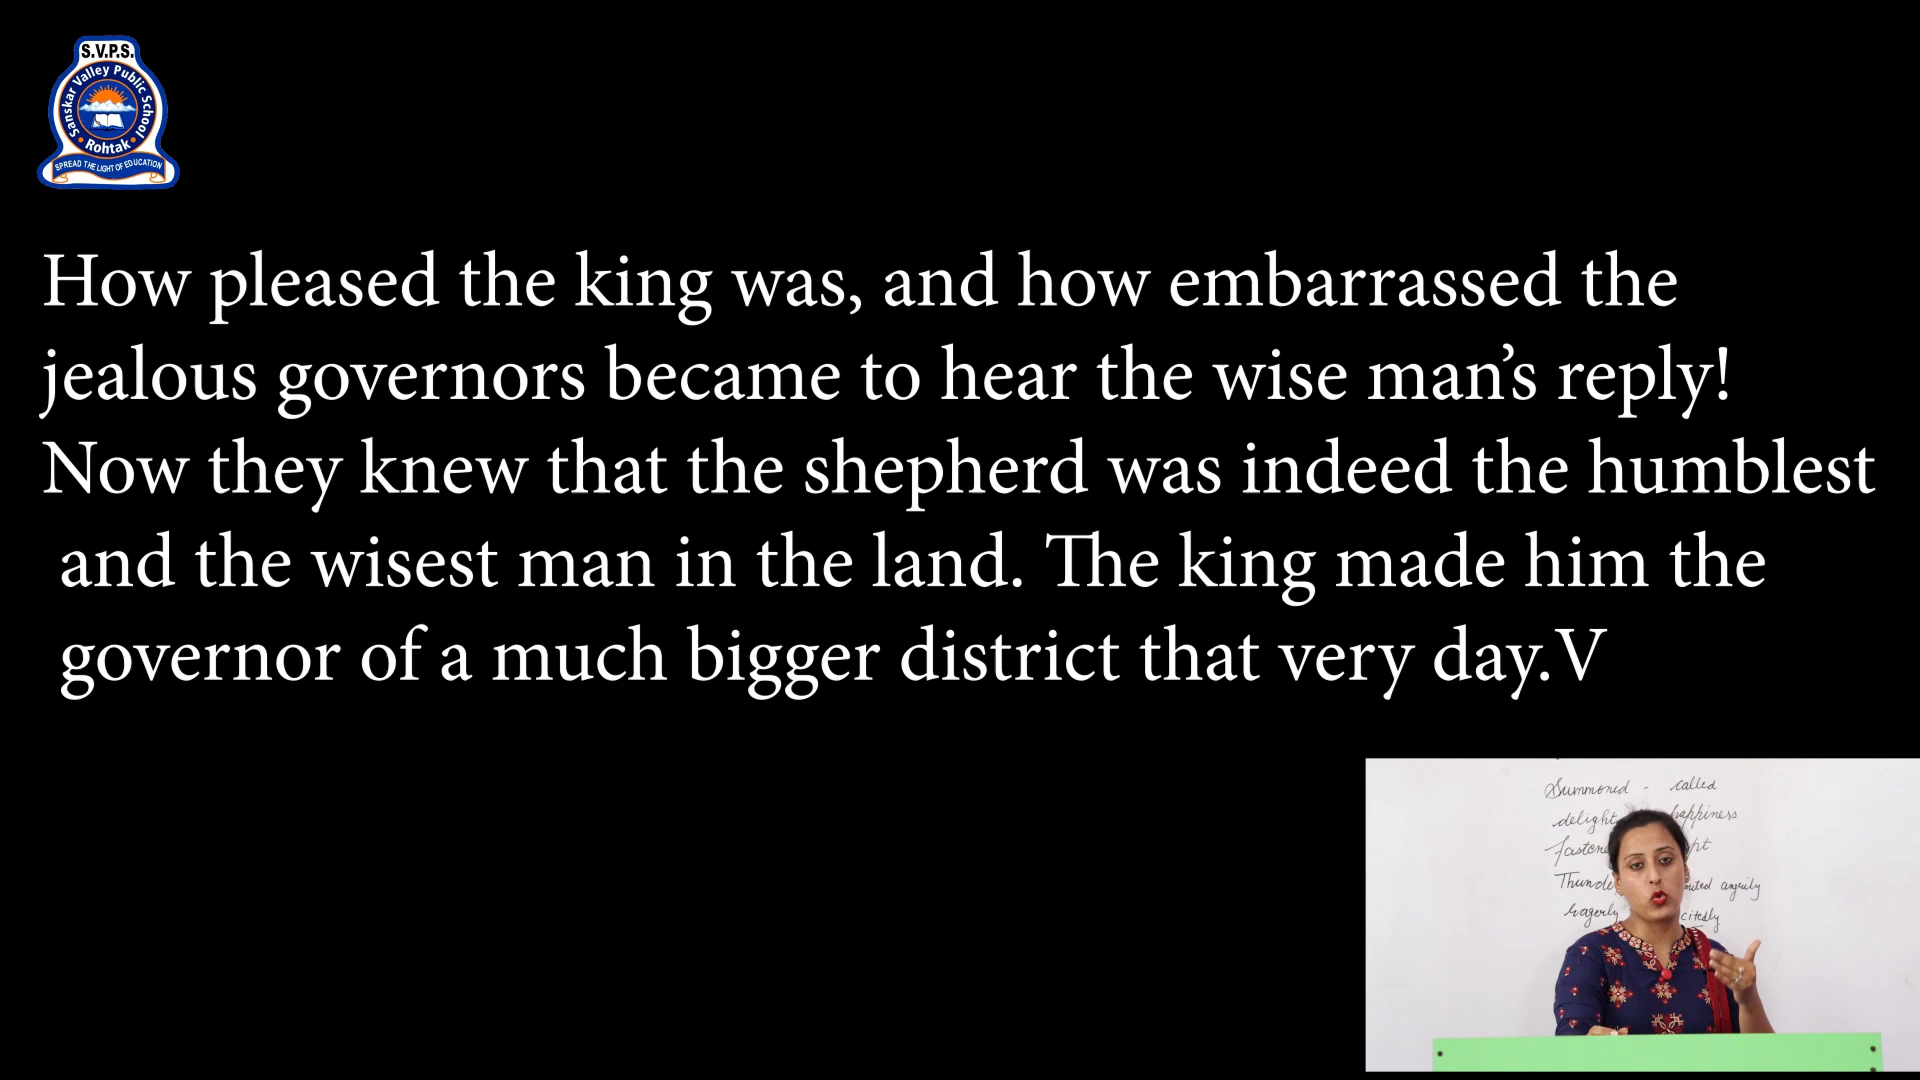 S.V.P.S.
Sanskar Valley Public School
Rohtak
SPREAD THE LIGHT OF EDUCATION
How pleased the king was, and how embarrassed the
jealous governors became to hear the wise man’s reply!
Now they knew that the shepherd was indeed the humblest
and the wisest man in the land. The king made him the
governor of a much bigger district that very day.V
Summoned - called
delight happiness
angrily